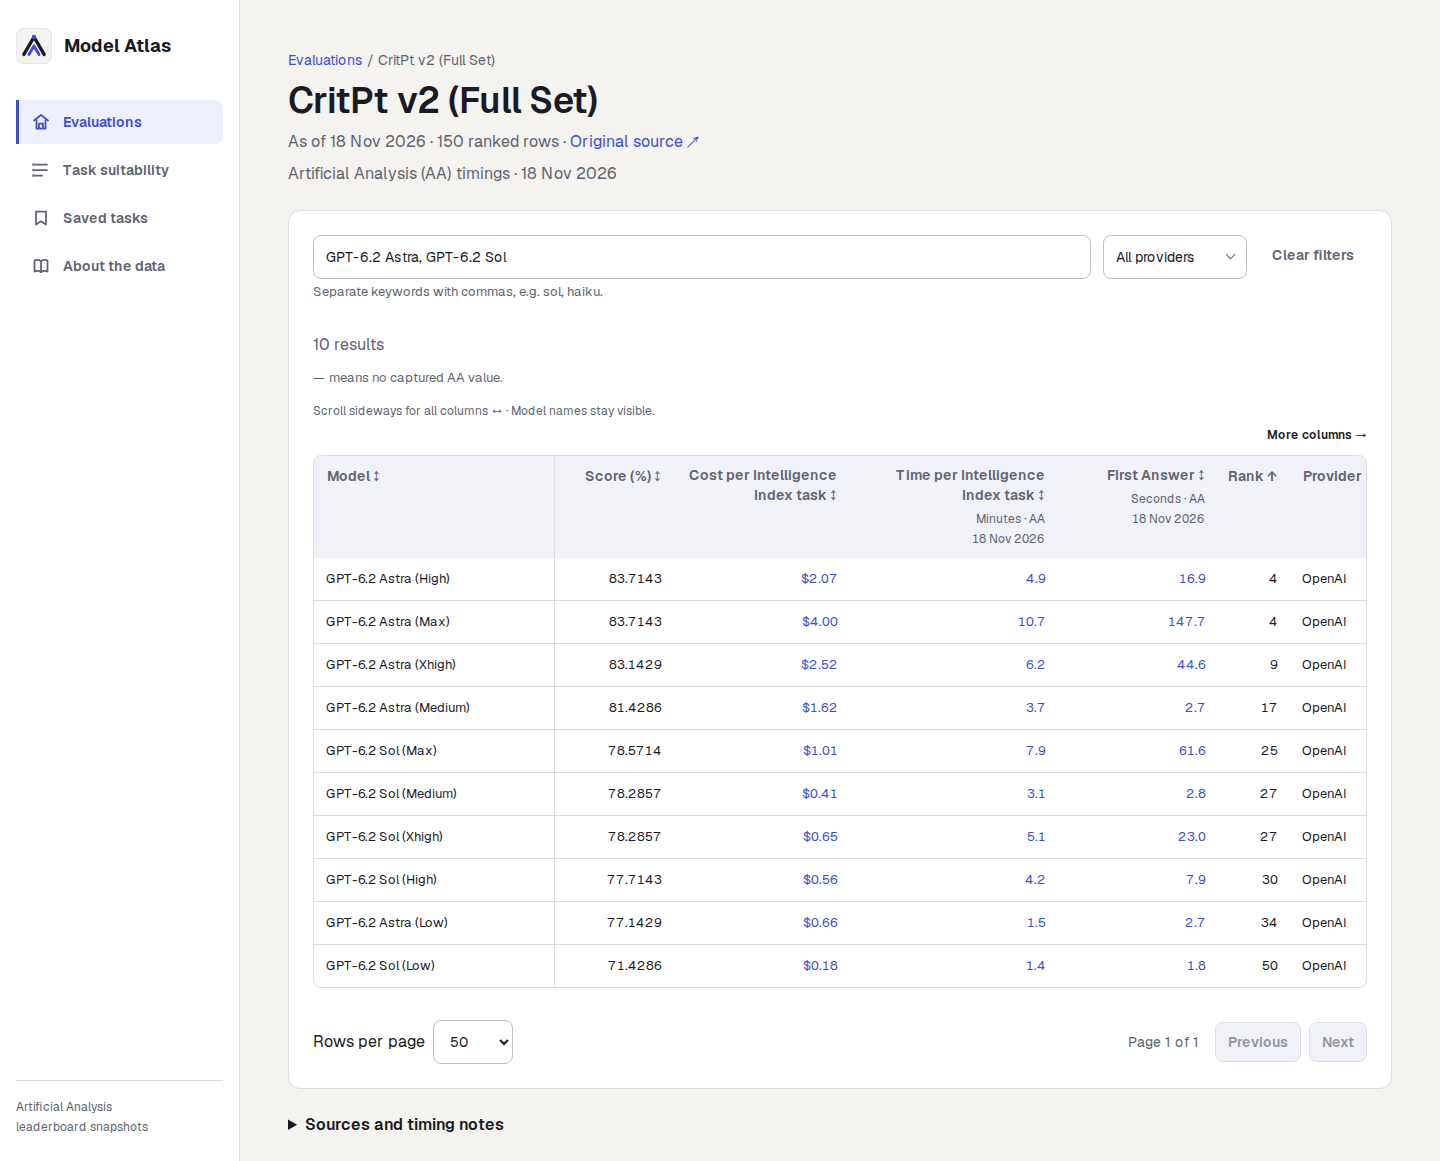 Model Atlas
Evaluations
Task suitability
Saved tasks
About the data
Artificial Analysis
leaderboard snapshots
Evaluations / CritPt v2 (Full Set)
CritPt v2 (Full Set)
As of 18 Nov 2026 · 150 ranked rows · Original source ↗
Artificial Analysis (AA) timings · 18 Nov 2026
GPT-6.2 Astra, GPT-6.2 Sol
All providers
Clear filters
Separate keywords with commas, e.g. sol, haiku.
10 results
— means no captured AA value.
Scroll sideways for all columns ↔ · Model names stay visible.
More columns →
Model ↕ Score (%) ↕ Cost per Intelligence Time per Intelligence First Answer ↕ Rank ↑ Provider
Index task ↕ Index task ↕ Seconds · AA
Minutes · AA 18 Nov 2026
18 Nov 2026
GPT-6.2 Astra (High) 83.7143 $2.07 4.9 16.9 4 OpenAI
GPT-6.2 Astra (Max) 83.7143 $4.00 10.7 147.7 4 OpenAI
GPT-6.2 Astra (Xhigh) 83.1429 $2.52 6.2 44.6 9 OpenAI
GPT-6.2 Astra (Medium) 81.4286 $1.62 3.7 2.7 17 OpenAI
GPT-6.2 Sol (Max) 78.5714 $1.01 7.9 61.6 25 OpenAI
GPT-6.2 Sol (Medium) 78.2857 $0.41 3.1 2.8 27 OpenAI
GPT-6.2 Sol (Xhigh) 78.2857 $0.65 5.1 23.0 27 OpenAI
GPT-6.2 Sol (High) 77.7143 $0.56 4.2 7.9 30 OpenAI
GPT-6.2 Astra (Low) 77.1429 $0.66 1.5 2.7 34 OpenAI
GPT-6.2 Sol (Low) 71.4286 $0.18 1.4 1.8 50 OpenAI
Rows per page 50
Page 1 of 1 Previous Next
Sources and timing notes